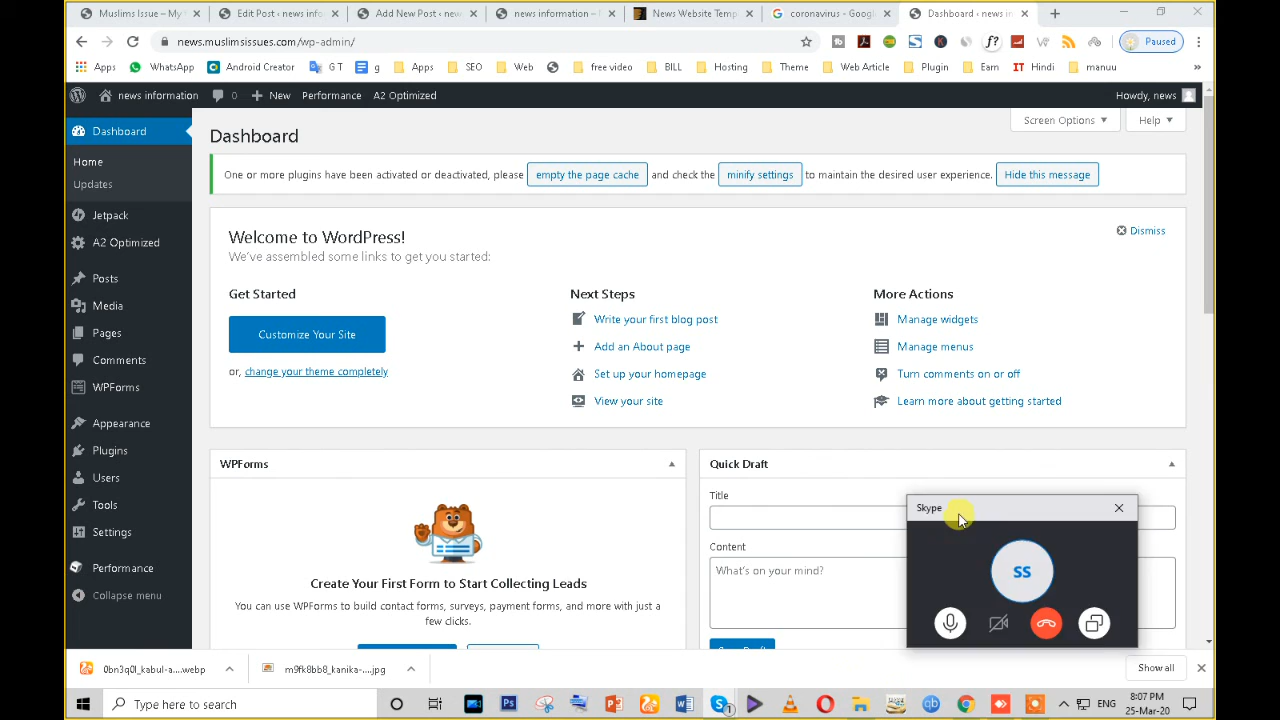 Muslims Issue – My
Edit Post ‹ news informati
Add New Post ‹ news
news information –
News Website Temp
coronavirus - Google
Dashboard ‹ news in
news.muslimsissues.com/wp-admin/
Paused
Apps WhatsApp Android Creator G T g Apps SEO Web free video BILL Hosting Theme Web Article Plugin Earn IT Hindi manuu
news information 0 New Performance A2 Optimized Howdy, news
Dashboard
Home
Updates
Jetpack
A2 Optimized
Posts
Media
Pages
Comments
WPForms
Appearance
Plugins
Users
Tools
Settings
Performance
Collapse menu
Dashboard
Screen Options Help
One or more plugins have been activated or deactivated, please empty the page cache and check the minify settings to maintain the desired user experience. Hide this message
Welcome to WordPress!
Dismiss
We've assembled some links to get you started:
Get Started
Customize Your Site
or, change your theme completely
Next Steps
Write your first blog post
Add an About page
Set up your homepage
View your site
More Actions
Manage widgets
Manage menus
Turn comments on or off
Learn more about getting started
WPForms
Create Your First Form to Start Collecting Leads
You can use WPForms to build contact forms, surveys, payment forms, and more with just a
few clicks.
Quick Draft
Title
Content
What's on your mind?
Skype
SS
0bn3q0l_kabul-a....webp
m9fk8bb8_kanika-....jpg
Show all
Type here to search
ENG
8:07 PM
25-Mar-20